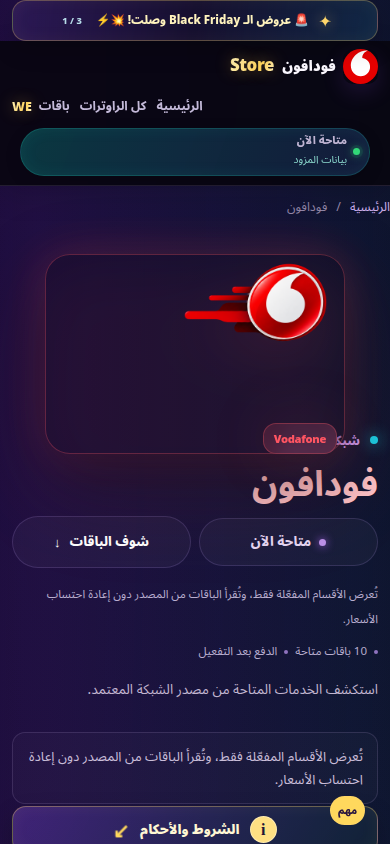 🚨 عروض الـ Black Friday وصلت! 💥⚡
1 / 3
فودافون Store
الرئيسية كل الراوترات باقات WE
متاحة الآن
بيانات المزود
الرئيسية / فودافون
Vodafone
فودافون
متاحة الآن
شوف الباقات ↓
تُعرض الأقسام المفعّلة فقط، وتُقرأ الباقات من المصدر دون إعادة احتساب
الأسعار.
• 10 باقات متاحة • الدفع بعد التفعيل
استكشف الخدمات المتاحة من مصدر الشبكة المعتمد.
تُعرض الأقسام المفعّلة فقط، وتُقرأ الباقات من المصدر دون إعادة
احتساب الأسعار.
مهم
i الشروط والأحكام ↙